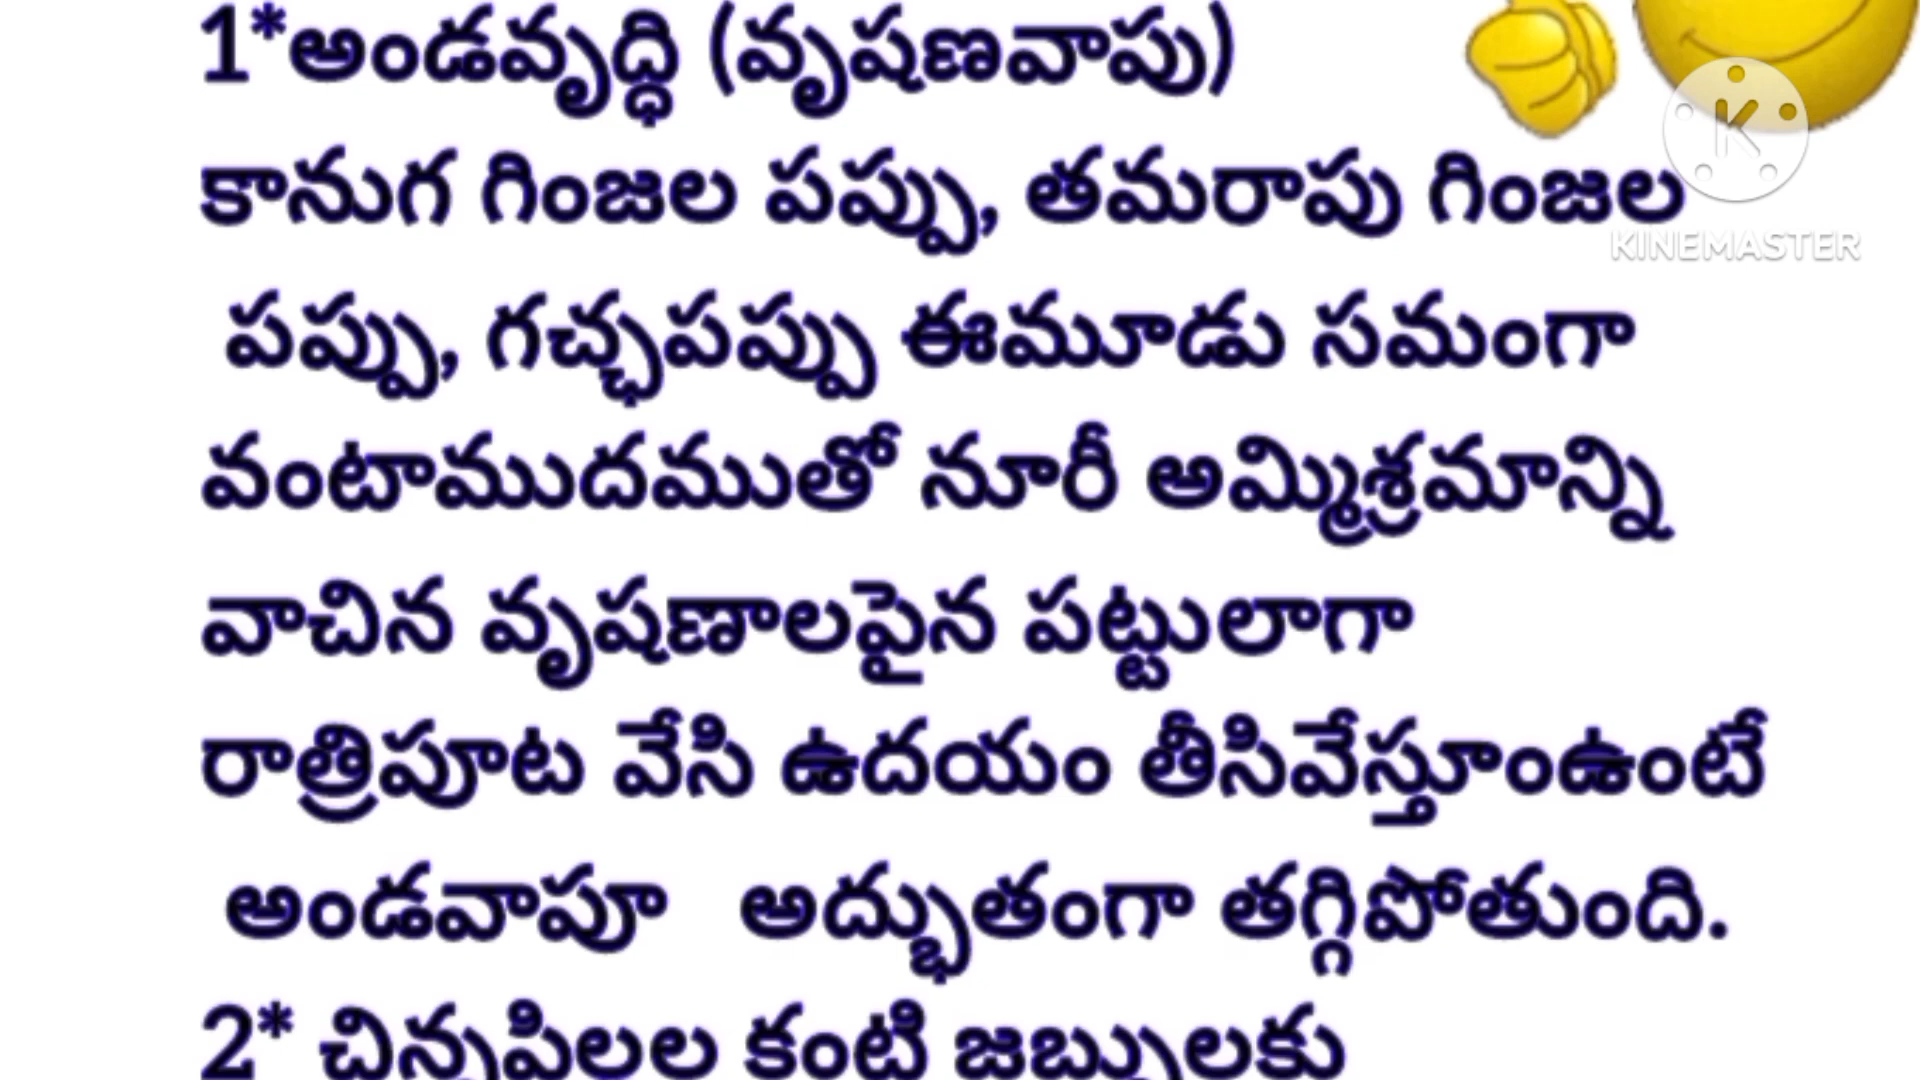 1*అండవృద్ధి (వృషణవాపు)
కానుగ గింజల పప్పు, తమరాపు గింజల
KINEMASTER
పప్పు, గచ్ఛపప్పు ఈమూడు సమంగా
వంటాముదముతో నూరీ అమ్మిశ్రమాన్ని
వాచిన వృషణాలపైన పట్టులాగా
రాత్రిపూట వేసి ఉదయం తీసివేస్తూంఉంటే
అండవాపూ అద్భుతంగా తగ్గిపోతుంది.
2* చిన్నపిలల కంటి జబ్బులకు